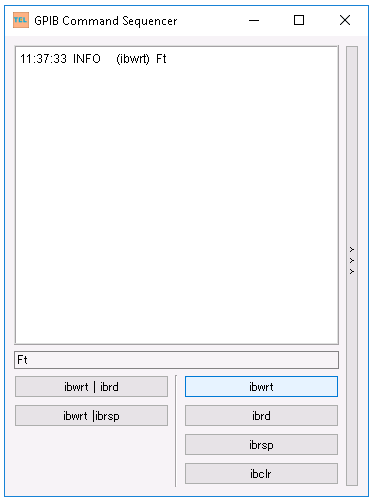 TEL GPIB Command Sequencer
11:37:33 INFO (ibwrt) Ft
Ft
ibwrt | ibrd
ibwrt
ibwrt |ibrsp
ibrd
ibrsp
ibclr
>
>
>